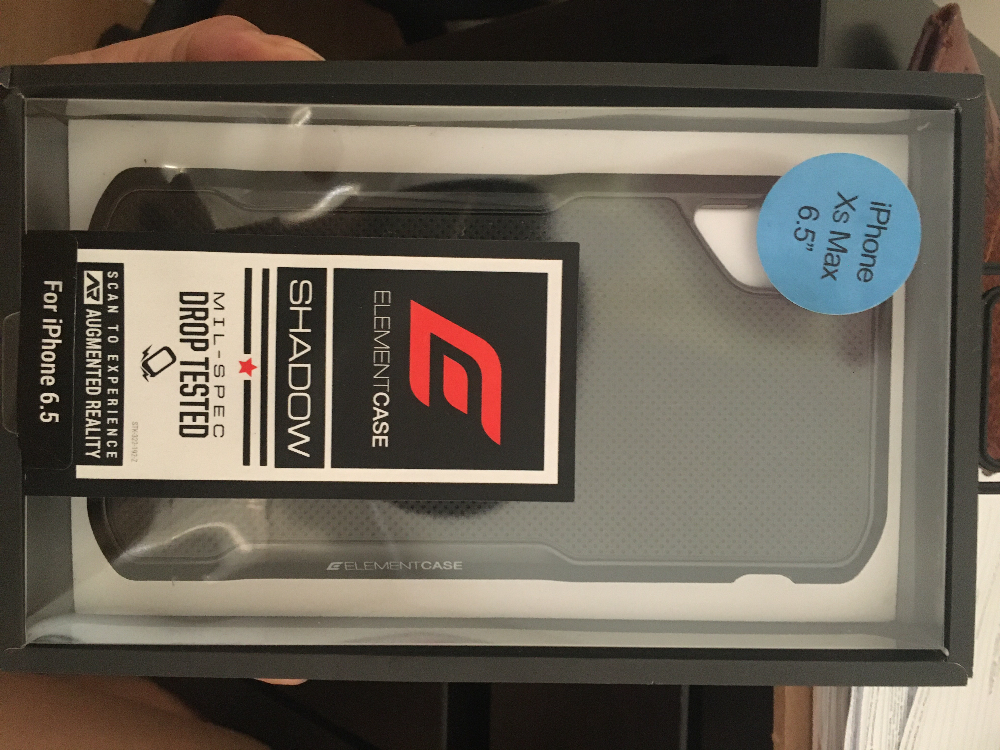 iPhone
Xs Max
6.5"
ELEMENTCASE
SHADOW
MIL-SPEC
DROP TESTED
SCAN TO EXPERIENCE
AR AUGMENTED REALITY
For iPhone 6.5
ELEMENTCASE